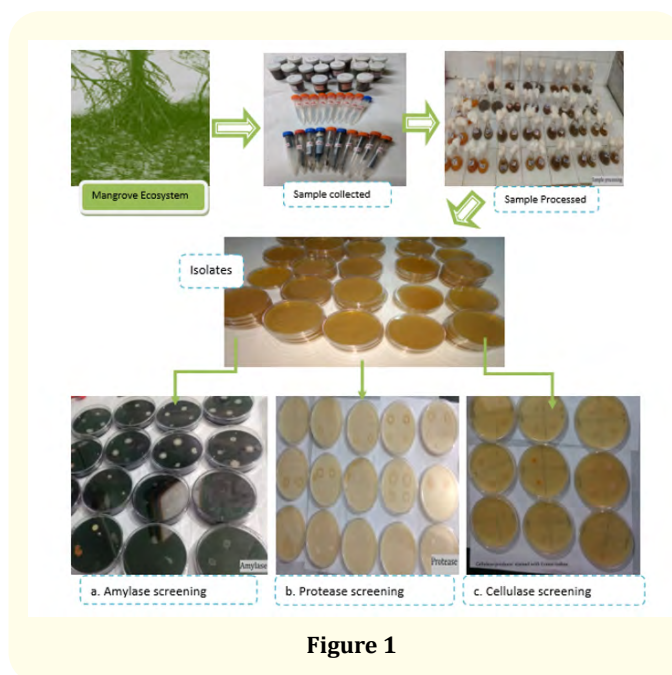 Mangrove Ecosystem
Sample collected
Sample Processed
Sample processing
Isolates
Amylase
Protease
a. Amylase screening
b. Protease screening
c. Cellulase screening
Figure 1